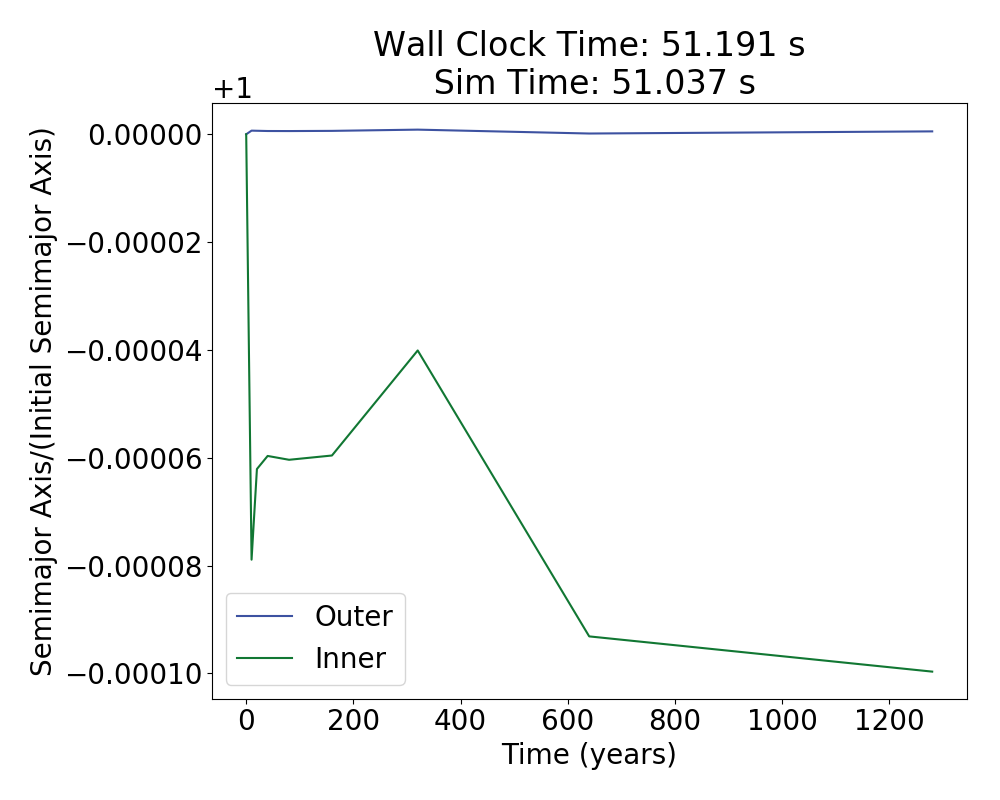 Wall Clock Time: 51.191 s
Sim Time: 51.037 s
+1
Semimajor Axis/(Initial Semimajor Axis)
0.00000
−0.00002
−0.00004
−0.00006
−0.00008
−0.00010
Outer
Inner
0 200 400 600 800 1000 1200
Time (years)